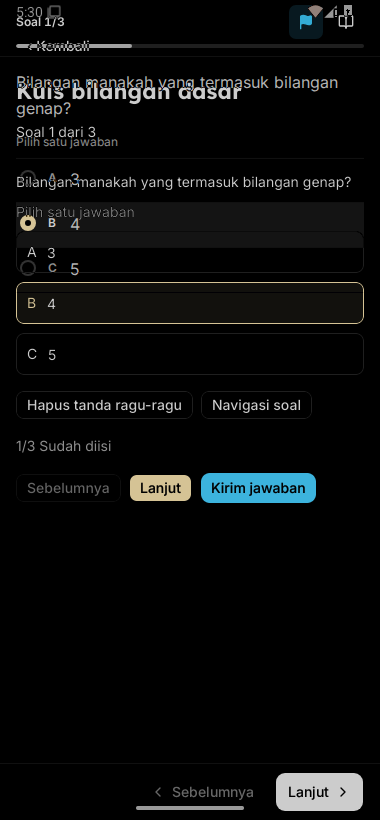 5:30
Soal 1/3
Kembali
Bilangan manakah yang termasuk bilangan
genap?
Kuis bilangan dasar
Soal 1 dari 3
Pilih satu jawaban
A 3
Bilangan manakah yang termasuk bilangan genap?
Pilih satu jawaban
B 4
A 3
C 5
B 4
C 5
Hapus tanda ragu-ragu
Navigasi soal
1/3 Sudah diisi
Sebelumnya
Lanjut
Kirim jawaban
Sebelumnya
Lanjut